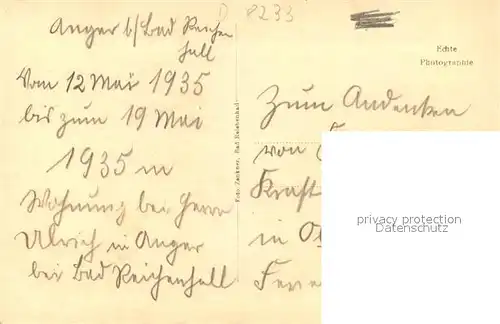 D 8233
Anger b/Bad Reichen
hall
Vom 12 Mai 1935
bis zum 19 Mai
1935 in
Wohnung bei Herrn
Ulrich in Anger
bei Bad Reichenhall
Echte
Photographie
Zum Andenken
von
Kraft
in
privacy protection
Datenschutz